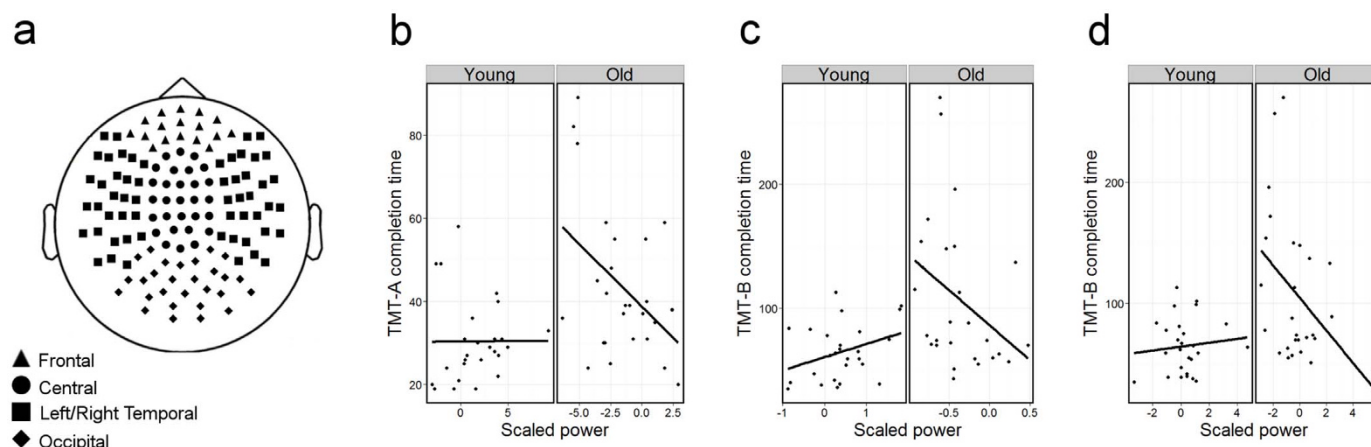 a
Frontal
Central
Left/Right Temporal
Occipital
b
Young Old
TMT-A completion time
80
60
40
20
0 5 -5.0 -2.5 0.0 2.5
Scaled power
c
Young Old
TMT-B completion time
200
100
-1 0 1 -0.5 0.0 0.5
Scaled power
d
Young Old
TMT-B completion time
200
100
-2 0 2 4 -2 0 2 4
Scaled power